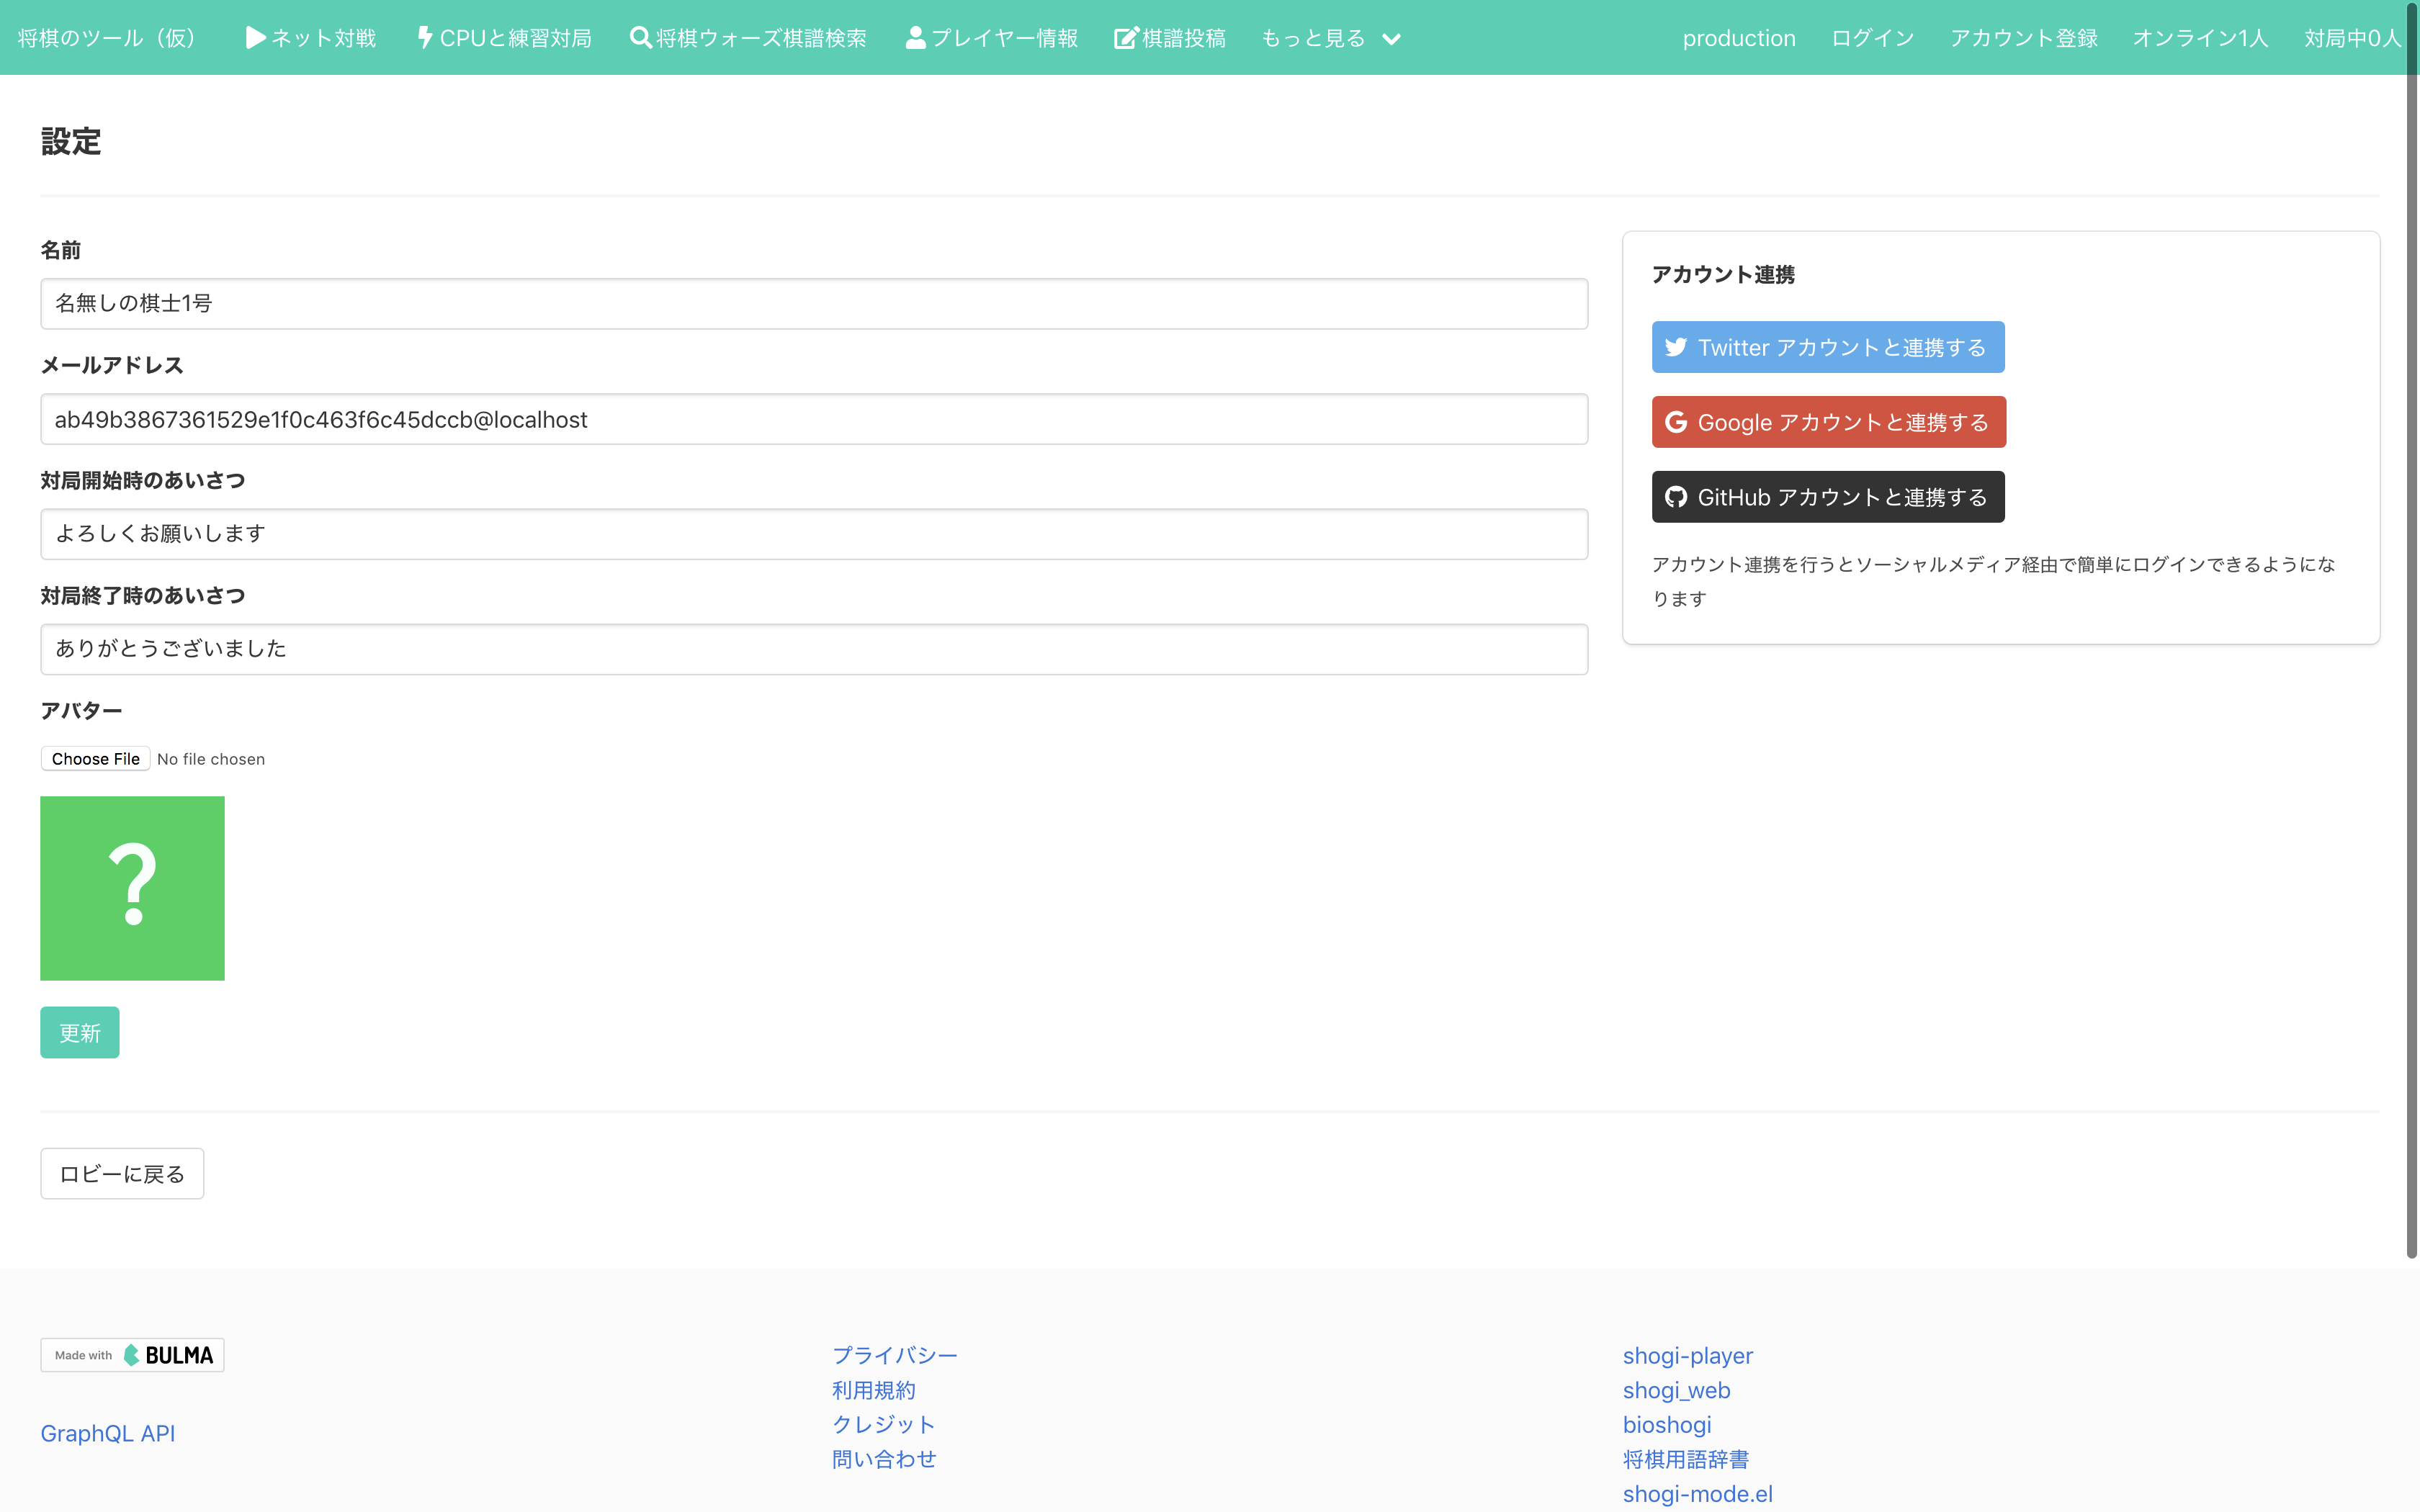 将棋のツール（仮） ネット対戦 CPUと練習対局 将棋ウォーズ棋譜検索 プレイヤー情報 棋譜投稿 もっと見る production ログイン アカウント登録 オンライン1人 対局中0人
設定
名前
名無しの棋士1号
メールアドレス
ab49b3867361529e1f0c463f6c45dccb@localhost
対局開始時のあいさつ
よろしくお願いします
対局終了時のあいさつ
ありがとうございました
アバター
Choose File No file chosen
?
更新
アカウント連携
Twitter アカウントと連携する
Google アカウントと連携する
GitHub アカウントと連携する
アカウント連携を行うとソーシャルメディア経由で簡単にログインできるようにな
ります
ロビーに戻る
Made with BULMA
GraphQL API
プライバシー
利用規約
クレジット
問い合わせ
shogi-player
shogi_web
bioshogi
将棋用語辞書
shogi-mode.el